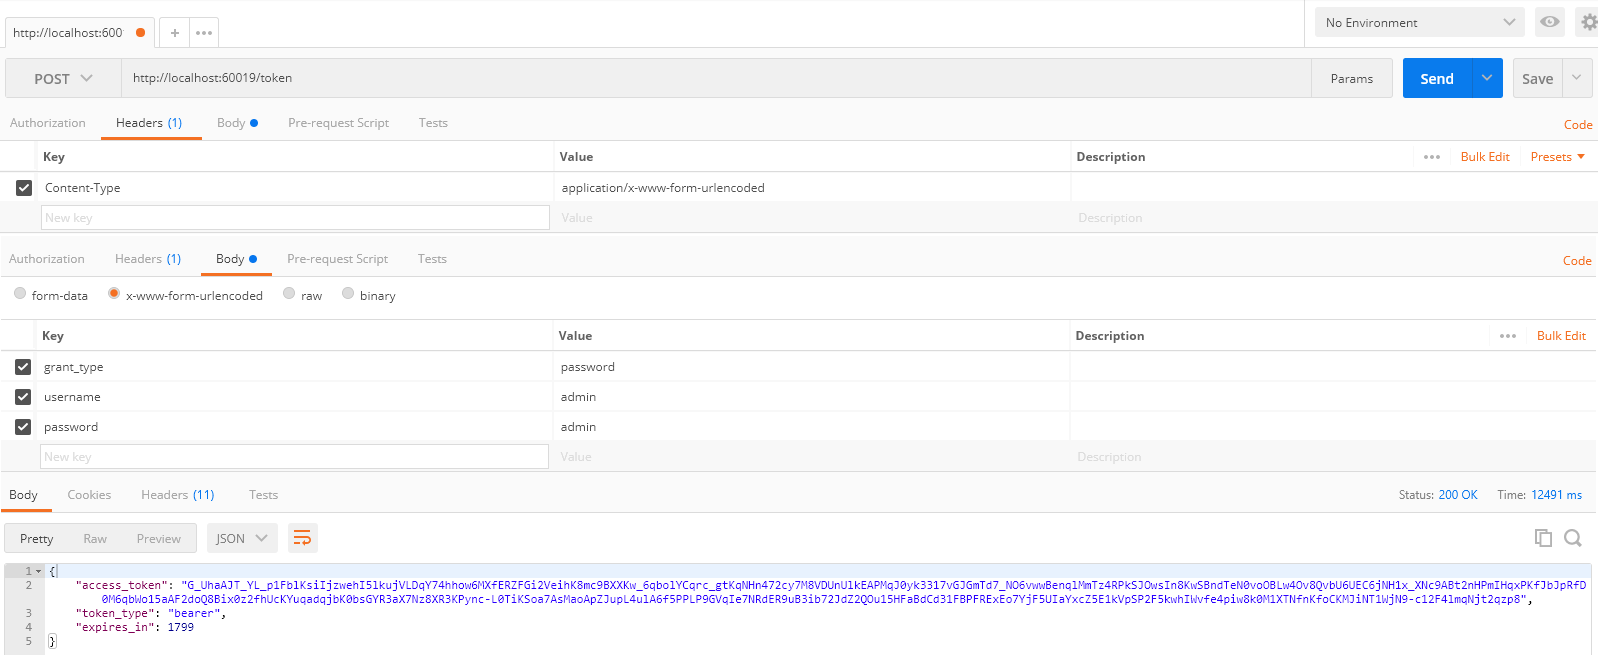 http://localhost:600
No Environment
POST
http://localhost:60019/token
Params
Send
Save
Authorization Headers (1) Body Pre-request Script Tests
Code
Key Value Description
Bulk Edit Presets
Content-Type application/x-www-form-urlencoded
New key Value Description
Authorization Headers (1) Body Pre-request Script Tests
Code
form-data x-www-form-urlencoded raw binary
Key Value Description
Bulk Edit
grant_type password
username admin
password admin
New key Value Description
Body Cookies Headers (11) Tests
Status: 200 OK Time: 12491 ms
Pretty Raw Preview JSON
1 {
2 "access_token":
3 "token_type": "bearer",
4 "expires_in": 1799
5 }